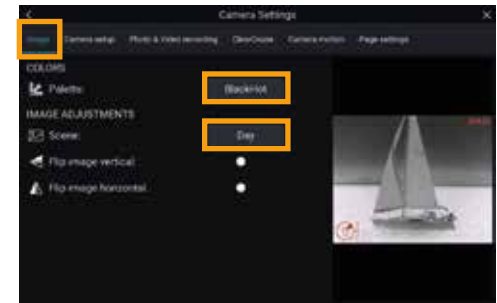 Camera Settings
Image Camera setup Photo & Video recording ClearCruise Camera motion Page settings
COLORS
Palette: BlackHot
IMAGE ADJUSTMENTS
Scene: Day
Flip image vertical:
Flip image horizontal: